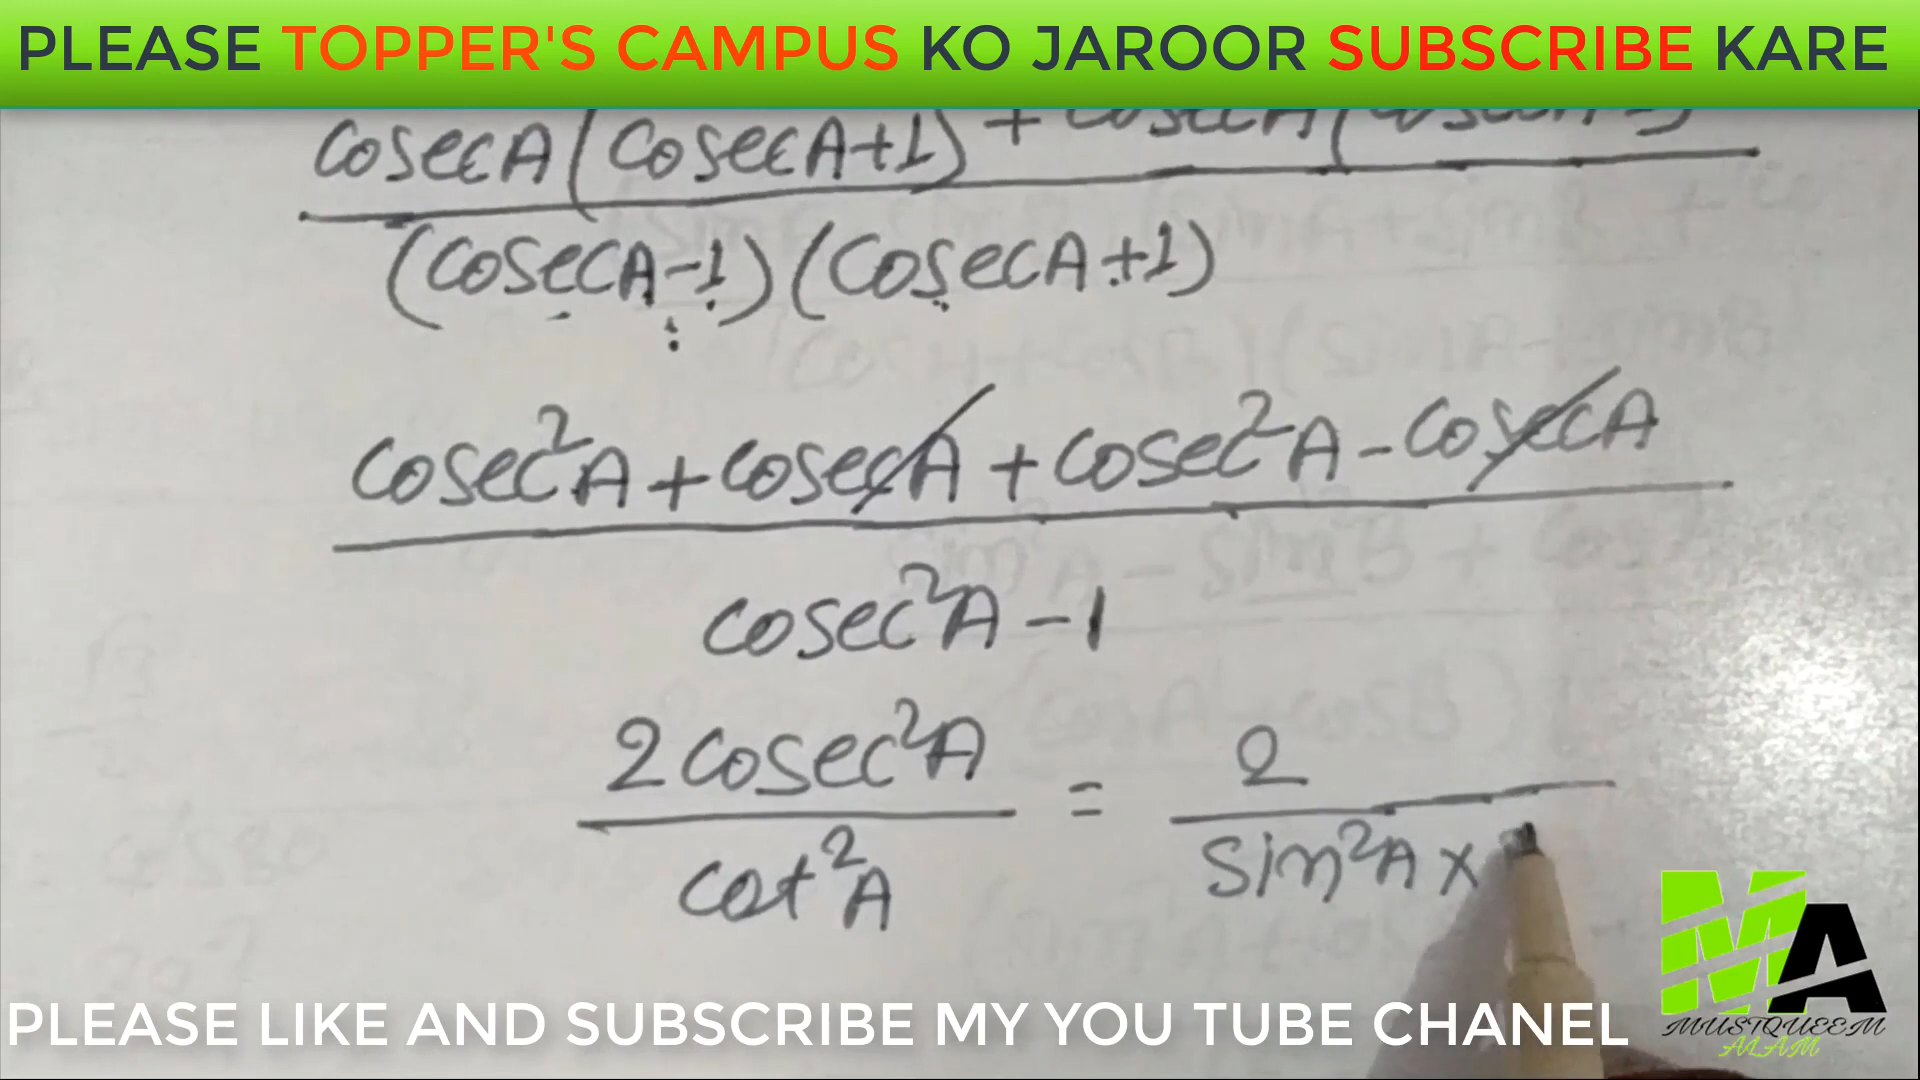 PLEASE TOPPER'S CAMPUS KO JAROOR SUBSCRIBE KARE
cosecA(cosecA+1) + cosecA(
(cosecA-1)(cosecA+1)
cosec²A + cosecA + cosec²A - cosecA
cosec²A - 1
2cosec²A = 2
cot²A sin²A ×
MA
PLEASE LIKE AND SUBSCRIBE MY YOU TUBE CHANEL
MUSTQUEEM
ALAM